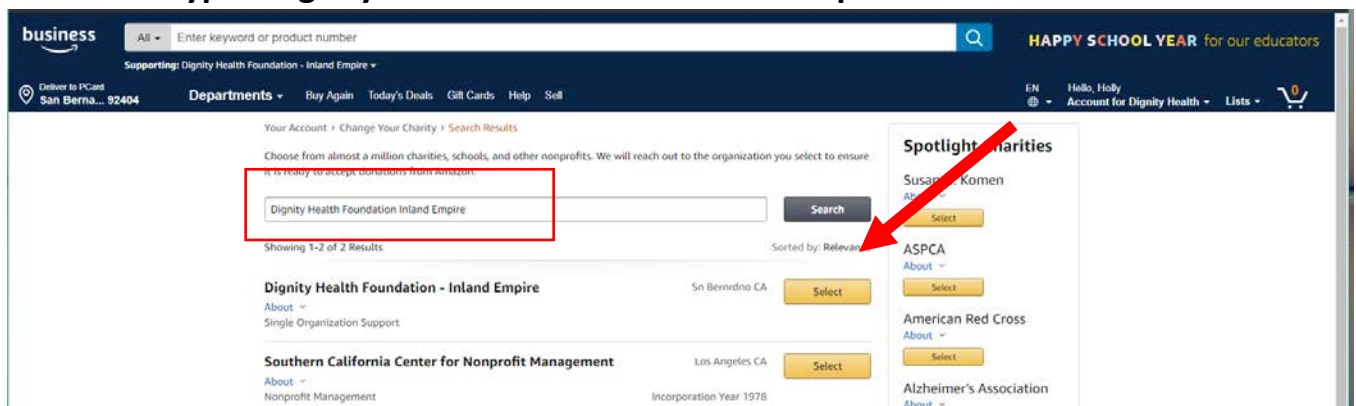 business
All
Enter keyword or product number
HAPPY SCHOOL YEAR for our educators
Supporting: Dignity Health Foundation - Inland Empire
Deliver to PCard
San Berna... 92404
Departments Buy Again Today's Deals Gift Cards Help Sell
EN
Hello, Holly
Account for Dignity Health
Lists
0
Your Account › Change Your Charity › Search Results
Choose from almost a million charities, schools, and other nonprofits. We will reach out to the organization you select to ensure
it is ready to accept donations from Amazon.
Dignity Health Foundation Inland Empire
Search
Showing 1-2 of 2 Results
Sorted by:
Dignity Health Foundation - Inland Empire
Sn Bernrdno CA
Select
About
Single Organization Support
Southern California Center for Nonprofit Management
Los Angeles CA
Select
About
Nonprofit Management
Incorporation Year 1978
Spotlight
Komen
Select
ASPCA
About
Select
American Red Cross
About
Select
Alzheimer's Association
About